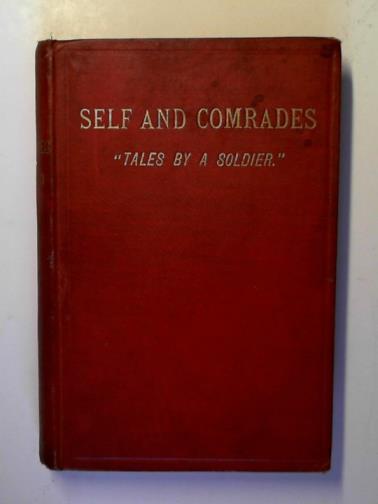 SELF AND COMRADES
"TALES BY A SOLDIER."